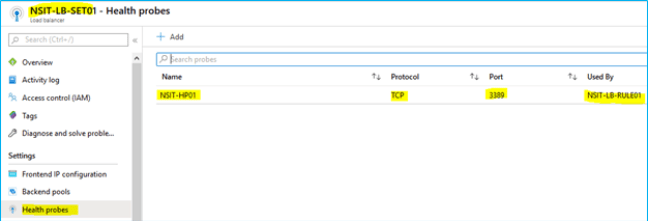 NSIT-LB-SET01 - Health probes
Load balancer
Search (Ctrl+/)
«
Overview
Activity log
Access control (IAM)
Tags
Diagnose and solve proble...
Settings
Frontend IP configuration
Backend pools
Health probes
+ Add
Search probes
Name ↑↓ Protocol ↑↓ Port ↑↓ Used By
NSIT-HP01 TCP 3389 NSIT-LB-RULE01